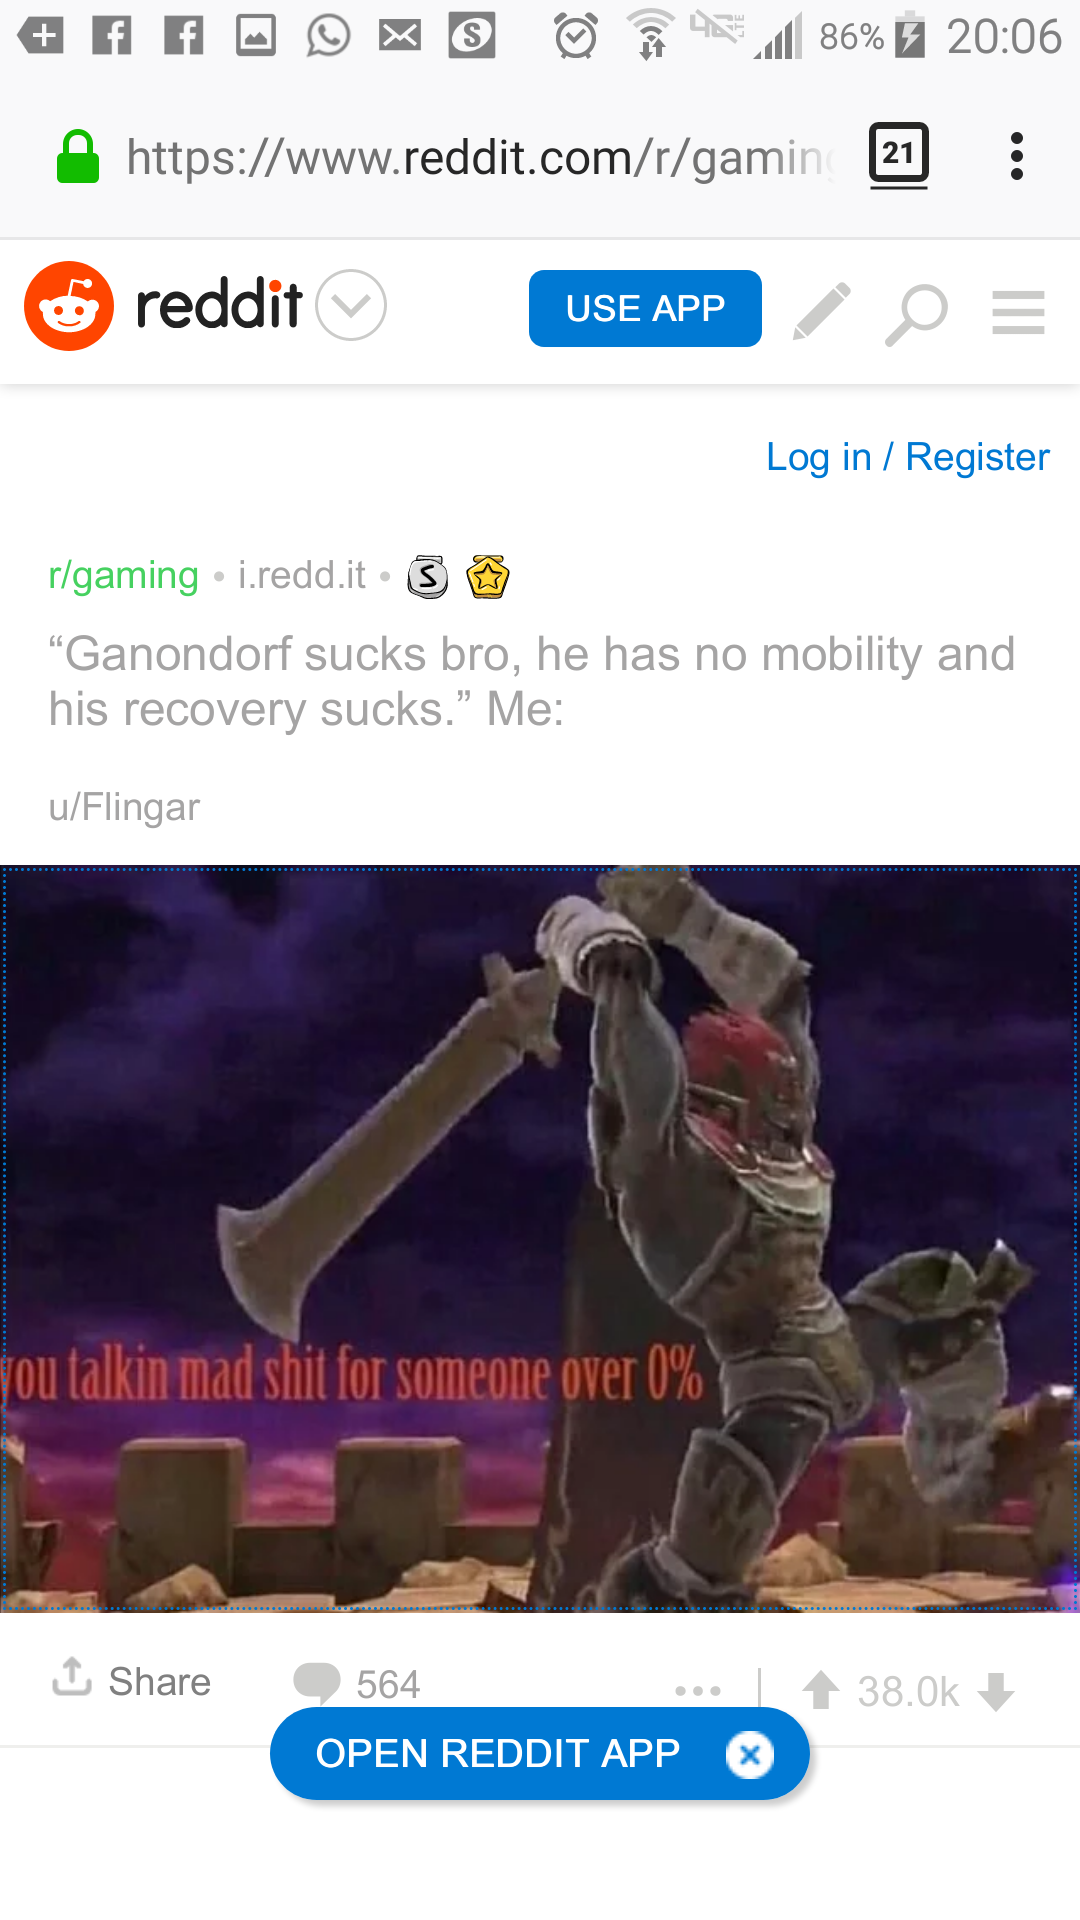 86% 20:06
https://www.reddit.com/r/gaming 21
reddit USE APP
Log in / Register
r/gaming • i.redd.it • S
“Ganondorf sucks bro, he has no mobility and
his recovery sucks.” Me:
u/Flingar
you talkin mad shit for someone over 0%
Share 564 38.0k
OPEN REDDIT APP